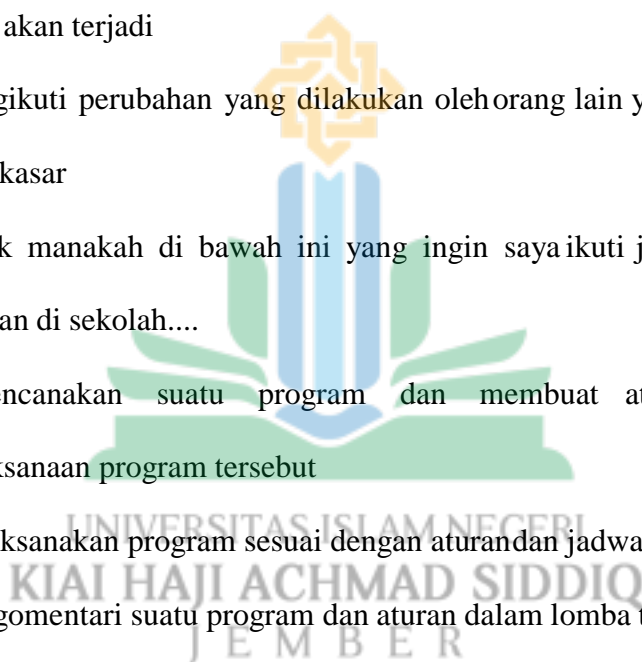 akan terjadi
gikuti perubahan yang dilakukan oleh orang lain y
kasar
k manakah di bawah ini yang ingin saya ikuti j
an di sekolah....
encanakan suatu program dan membuat at
ksanaan program tersebut
UNIVERSITAS ISLAM NEGERI
ksanakan program sesuai dengan aturan dan jadwa
KIAI HAJI ACHMAD SIDDIQ
gomentari suatu program dan aturan dalam lomba t
JEMBER